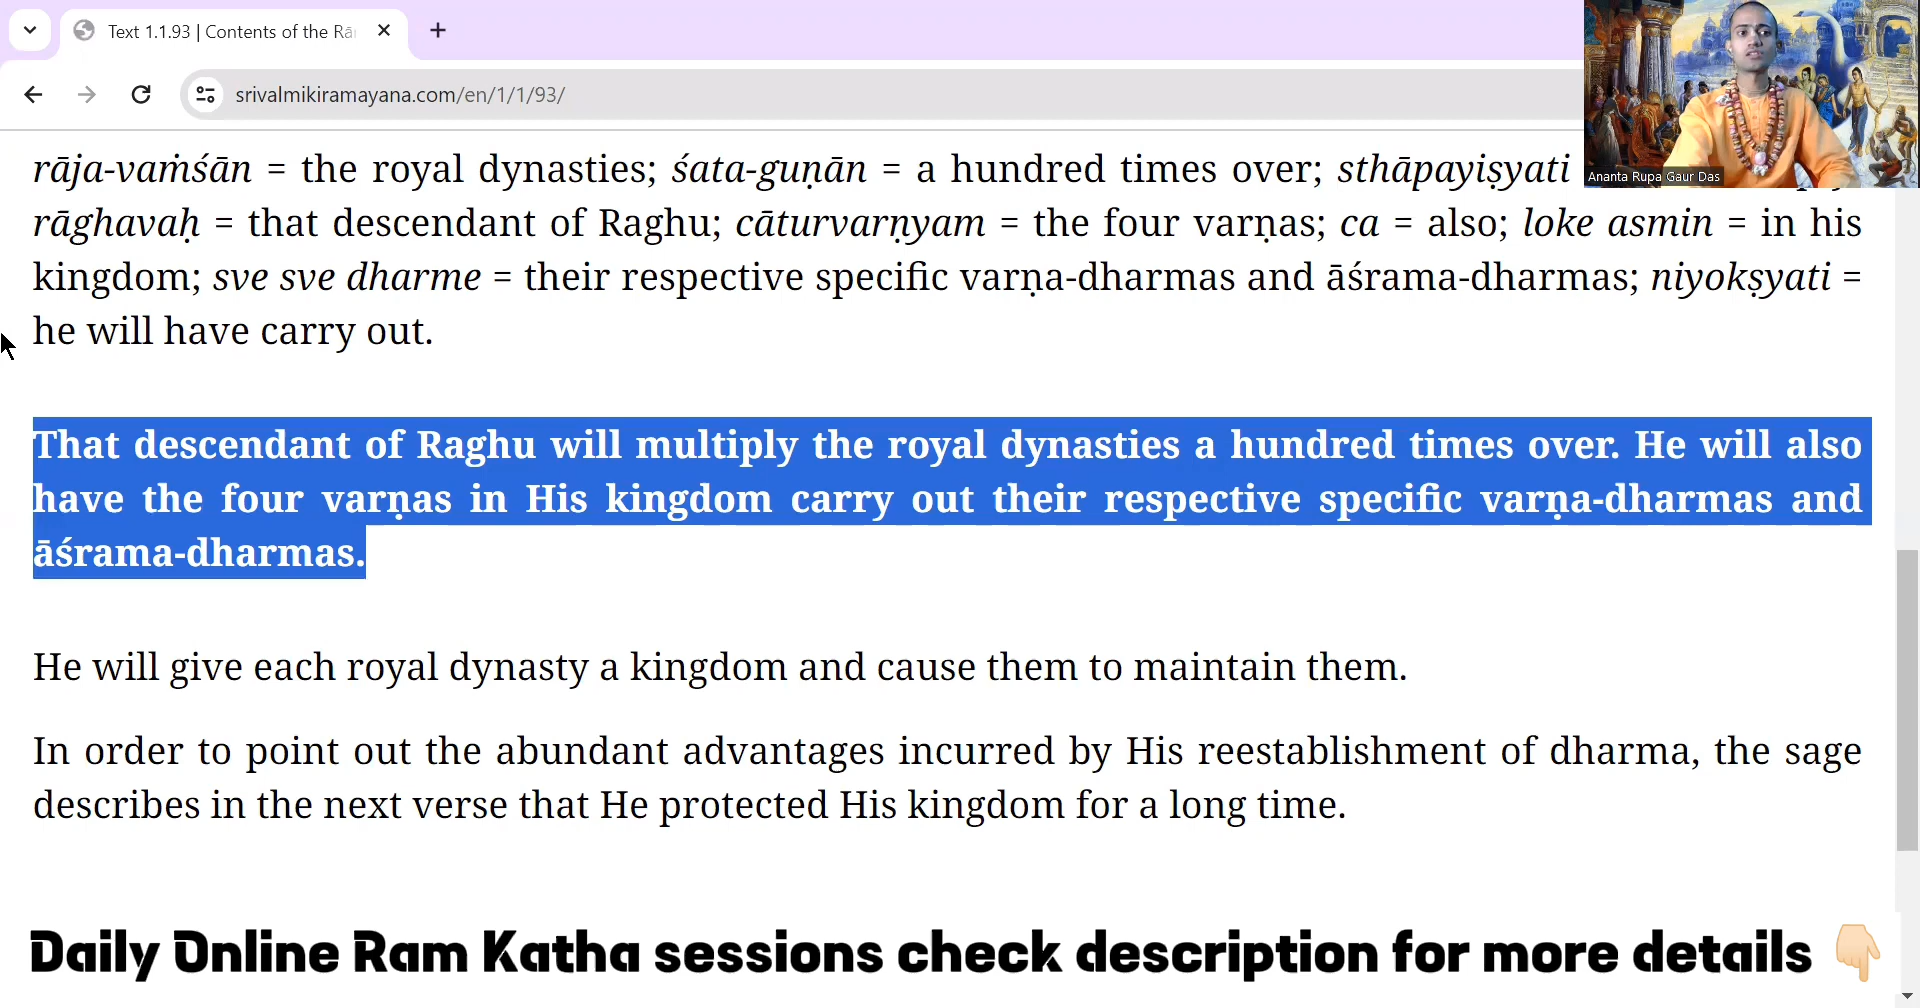 Text 1.1.93 | Contents of the Rā
srivalmikiramayana.com/en/1/1/93/
Ananta Rupa Gaur Das
rāja-vaṁśān = the royal dynasties; śata-guṇān = a hundred times over; sthāpayiṣyati
rāghavaḥ = that descendant of Raghu; cāturvarṇyam = the four varṇas; ca = also; loke asmin = in his
kingdom; sve sve dharme = their respective specific varṇa-dharmas and āśrama-dharmas; niyokṣyati =
he will have carry out.
That descendant of Raghu will multiply the royal dynasties a hundred times over. He will also
have the four varṇas in His kingdom carry out their respective specific varṇa-dharmas and
āśrama-dharmas.
He will give each royal dynasty a kingdom and cause them to maintain them.
In order to point out the abundant advantages incurred by His reestablishment of dharma, the sage
describes in the next verse that He protected His kingdom for a long time.
Daily Online Ram Katha sessions check description for more details 👇🏻